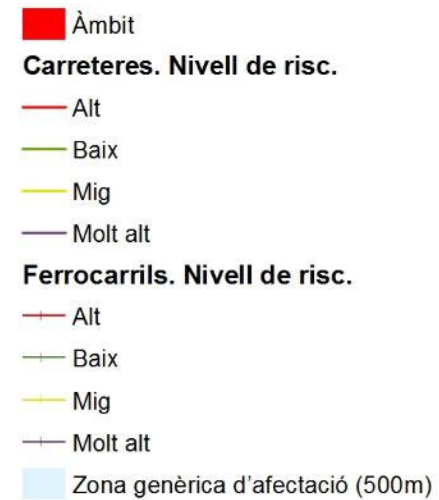 Àmbit
Carreteres. Nivell de risc.
Alt
Baix
Mig
Molt alt
Ferrocarrils. Nivell de risc.
Alt
Baix
Mig
Molt alt
Zona genèrica d'afectació (500m)